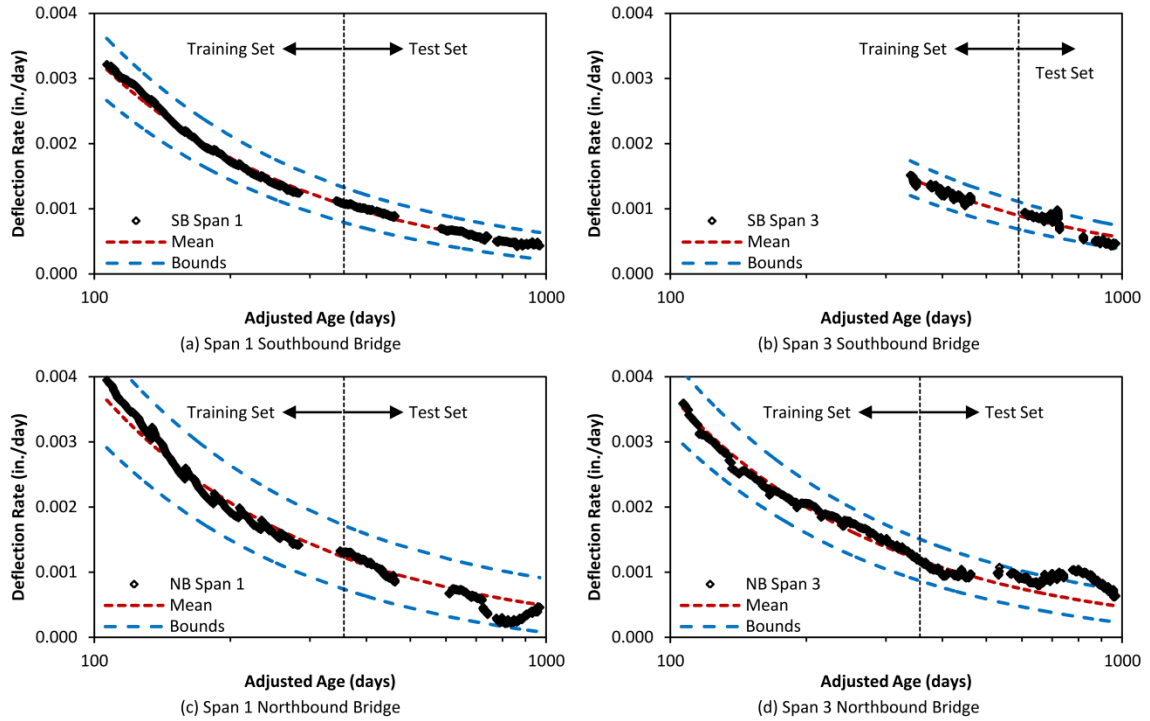 Deflection Rate (in./day)
0.004
0.003
0.002
0.001
0.000
Training Set
Test Set
SB Span 1
Mean
Bounds
100
1000
Adjusted Age (days)
(a) Span 1 Southbound Bridge
Deflection Rate (in./day)
0.004
0.003
0.002
0.001
0.000
Training Set
Test Set
SB Span 3
Mean
Bounds
100
1000
Adjusted Age (days)
(b) Span 3 Southbound Bridge
Deflection Rate (in./day)
0.004
0.003
0.002
0.001
0.000
Training Set
Test Set
NB Span 1
Mean
Bounds
100
1000
Adjusted Age (days)
(c) Span 1 Northbound Bridge
Deflection Rate (in./day)
0.004
0.003
0.002
0.001
0.000
Training Set
Test Set
NB Span 3
Mean
Bounds
100
1000
Adjusted Age (days)
(d) Span 3 Northbound Bridge